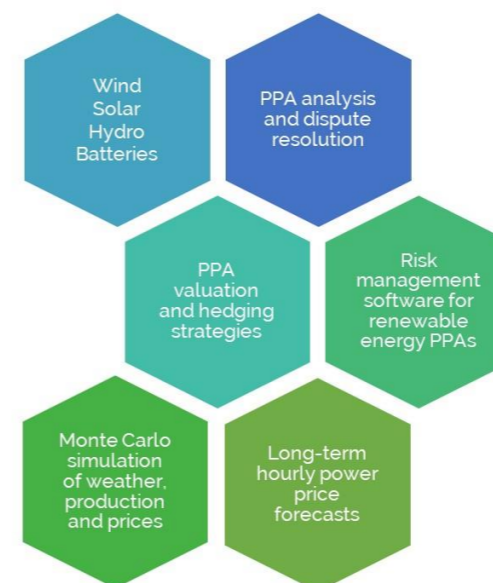 Wind
Solar
Hydro
Batteries
PPA analysis
and dispute
resolution
PPA
valuation
and hedging
strategies
Risk
management
software for
renewable
energy PPAs
Monte Carlo
simulation
of weather,
production
and prices
Long-term
hourly power
price
forecasts